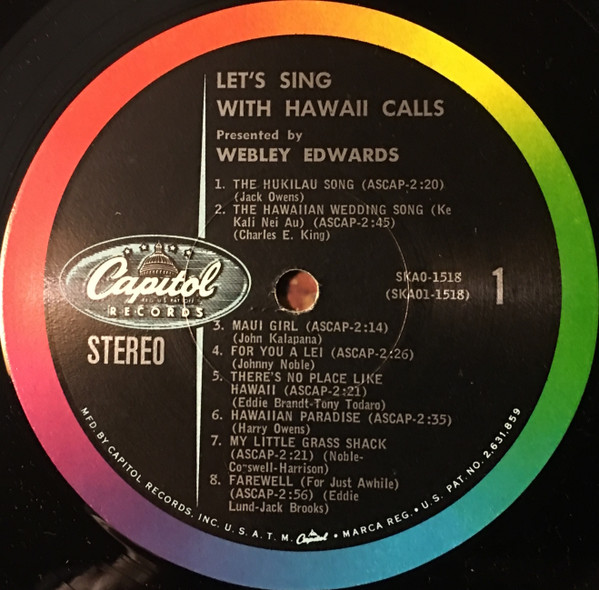 LET'S SING
WITH HAWAII CALLS
Presented by
WEBLEY EDWARDS
1. THE HUKILAU SONG (ASCAP-2:20)
(Jack Owens)
2. THE HAWAIIAN WEDDING SONG (Ke
Kali Nei Au) (ASCAP-2:45)
(Charles E. King)
Capitol
REG. U.S. PAT. OFF.
RECORDS
STEREO
SKAO-1518
(SKAO1-1518)
1
3. MAUI GIRL (ASCAP-2:14)
(John Kalapana)
4. FOR YOU A LEI (ASCAP-2:26)
(Johnny Noble)
5. THERE'S NO PLACE LIKE
HAWAII (ASCAP-2:21)
(Eddie Brandt-Tony Todaro)
6. HAWAIIAN PARADISE (ASCAP-2:35)
(Harry Owens)
7. MY LITTLE GRASS SHACK
(ASCAP-2:21) (Noble-
Cogswell-Harrison)
8. FAREWELL (For Just Awhile)
(ASCAP-2:56) (Eddie
Lund-Jack Brooks)
MFD. BY CAPITOL RECORDS, INC. U.S.A. T.M. Capitol • MARCA REG. • U.S. PAT. NO. 2,631,859